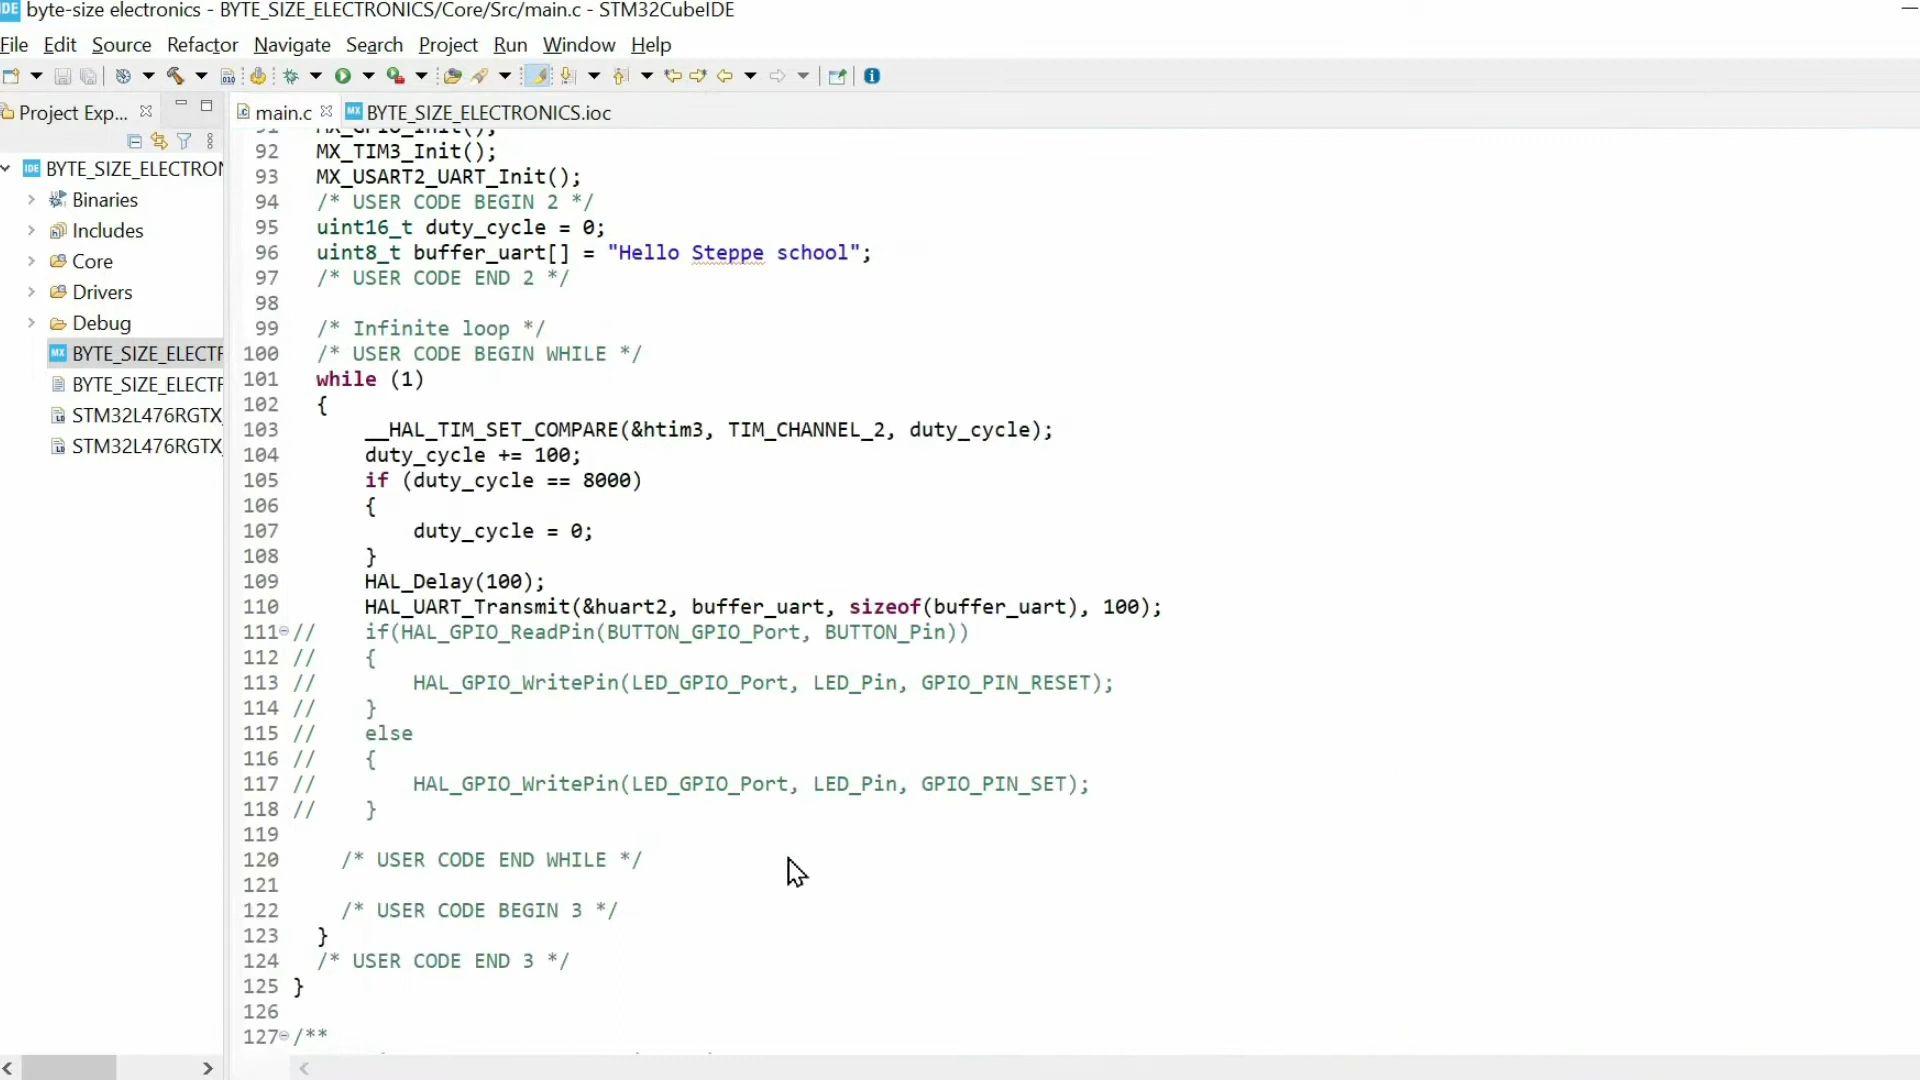 byte-size electronics - BYTE_SIZE_ELECTRONICS/Core/Src/main.c - STM32CubeIDE
File Edit Source Refactor Navigate Search Project Run Window Help
Project Exp...
main.c
BYTE_SIZE_ELECTRONICS.ioc
BYTE_SIZE_ELECTRON
Binaries
Includes
Core
Drivers
Debug
BYTE_SIZE_ELECTR
BYTE_SIZE_ELECTR
STM32L476RGTX_
STM32L476RGTX_
91 MX_GPIO_Init();
92 MX_TIM3_Init();
93 MX_USART2_UART_Init();
94 /* USER CODE BEGIN 2 */
95 uint16_t duty_cycle = 0;
96 uint8_t buffer_uart[] = "Hello Steppe school";
97 /* USER CODE END 2 */
98
99 /* Infinite loop */
100 /* USER CODE BEGIN WHILE */
101 while (1)
102 {
103 __HAL_TIM_SET_COMPARE(&htim3, TIM_CHANNEL_2, duty_cycle);
104 duty_cycle += 100;
105 if (duty_cycle == 8000)
106 {
107 duty_cycle = 0;
108 }
109 HAL_Delay(100);
110 HAL_UART_Transmit(&huart2, buffer_uart, sizeof(buffer_uart), 100);
111 // if(HAL_GPIO_ReadPin(BUTTON_GPIO_Port, BUTTON_Pin))
112 // {
113 // HAL_GPIO_WritePin(LED_GPIO_Port, LED_Pin, GPIO_PIN_RESET);
114 // }
115 // else
116 // {
117 // HAL_GPIO_WritePin(LED_GPIO_Port, LED_Pin, GPIO_PIN_SET);
118 // }
119
120 /* USER CODE END WHILE */
121
122 /* USER CODE BEGIN 3 */
123 }
124 /* USER CODE END 3 */
125 }
126
127 /**